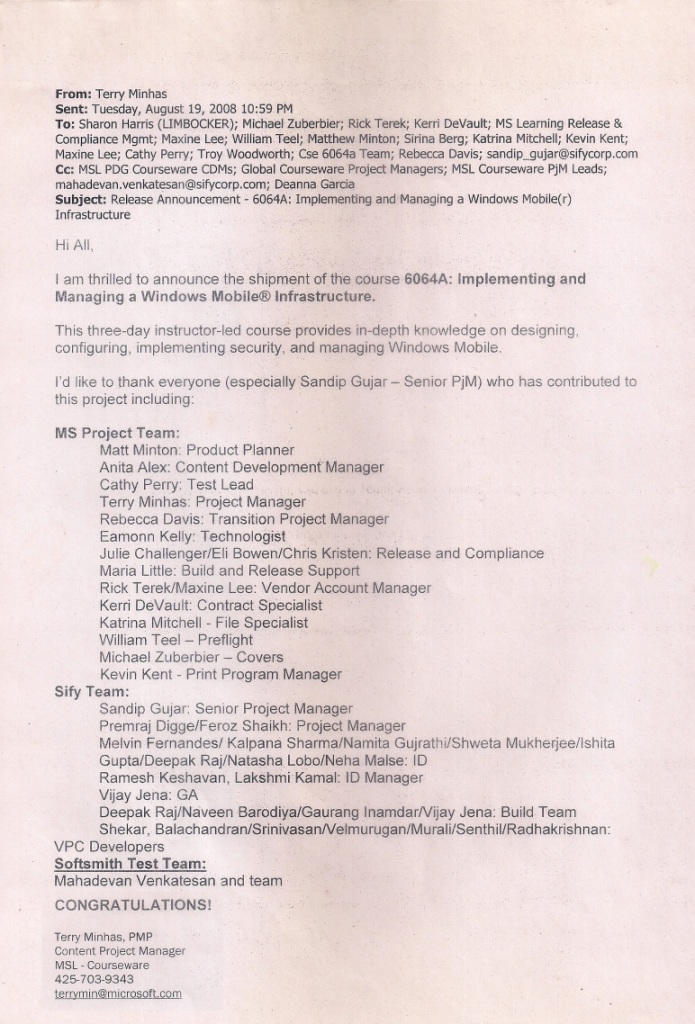 From: Terry Minhas
Sent: Tuesday, August 19, 2008 10:59 PM
To: Sharon Harris (LIMBOCKER); Michael Zuberbier; Rick Terek; Kerri DeVault; MS Learning Release &
Compliance Mgmt; Maxine Lee; William Teel; Matthew Minton; Sirina Berg; Katrina Mitchell; Kevin Kent;
Maxine Lee; Cathy Perry; Troy Woodworth; Cse 6064a Team; Rebecca Davis; sandip_gujar@sifycorp.com
Cc: MSL PDG Courseware CDMs; Global Courseware Project Managers; MSL Courseware PjM Leads;
mahadevan.venkatesan@sifycorp.com; Deanna Garcia
Subject: Release Announcement - 6064A: Implementing and Managing a Windows Mobile(r)
Infrastructure
Hi All,
I am thrilled to announce the shipment of the course 6064A: Implementing and
Managing a Windows Mobile® Infrastructure.
This three-day instructor-led course provides in-depth knowledge on designing,
configuring, implementing security, and managing Windows Mobile.
I'd like to thank everyone (especially Sandip Gujar – Senior PjM) who has contributed to
this project including:
MS Project Team:
Matt Minton: Product Planner
Anita Alex: Content Development Manager
Cathy Perry: Test Lead
Terry Minhas: Project Manager
Rebecca Davis: Transition Project Manager
Eamonn Kelly: Technologist
Julie Challenger/Eli Bowen/Chris Kristen: Release and Compliance
Maria Little: Build and Release Support
Rick Terek/Maxine Lee: Vendor Account Manager
Kerri DeVault: Contract Specialist
Katrina Mitchell - File Specialist
William Teel – Preflight
Michael Zuberbier – Covers
Kevin Kent - Print Program Manager
Sify Team:
Sandip Gujar: Senior Project Manager
Premraj Digge/Feroz Shaikh: Project Manager
Melvin Fernandes/ Kalpana Sharma/Namita Gujrathi/Shweta Mukherjee/Ishita
Gupta/Deepak Raj/Natasha Lobo/Neha Malse: ID
Ramesh Keshavan, Lakshmi Kamal: ID Manager
Vijay Jena: GA
Deepak Raj/Naveen Barodiya/Gaurang Inamdar/Vijay Jena: Build Team
Shekar, Balachandran/Srinivasan/Velmurugan/Murali/Senthil/Radhakrishnan:
VPC Developers
Softsmith Test Team:
Mahadevan Venkatesan and team
CONGRATULATIONS!
Terry Minhas, PMP
Content Project Manager
MSL - Courseware
425-703-9343
terrymin@microsoft.com